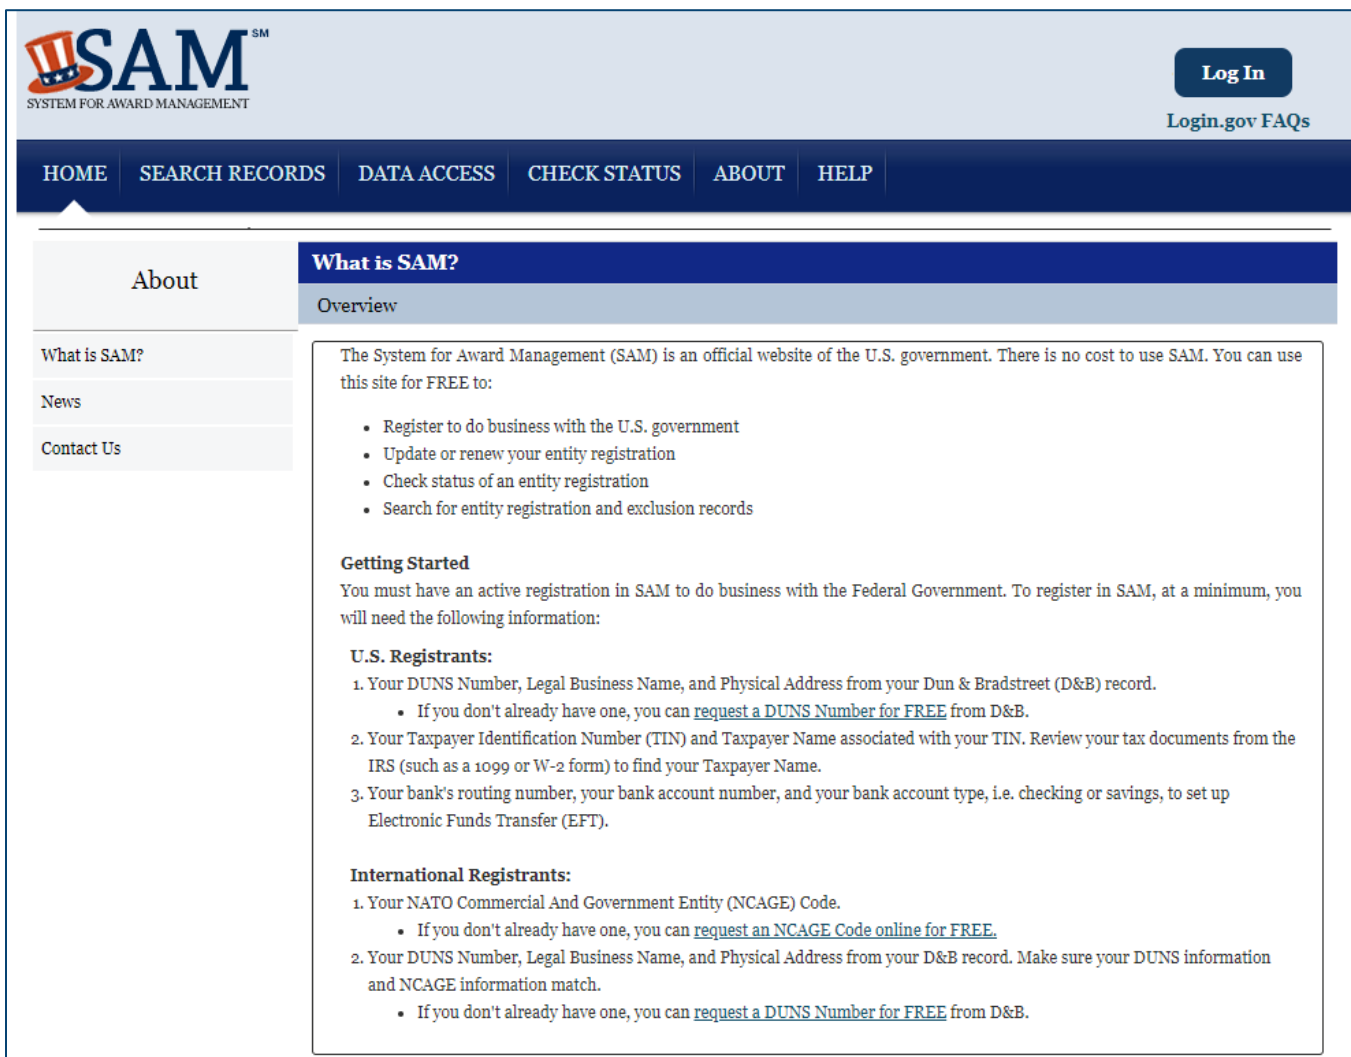 SAM SM
SYSTEM FOR AWARD MANAGEMENT
Log In
Login.gov FAQs
HOME SEARCH RECORDS DATA ACCESS CHECK STATUS ABOUT HELP
About
What is SAM?
News
Contact Us
What is SAM?
Overview
The System for Award Management (SAM) is an official website of the U.S. government. There is no cost to use SAM. You can use
this site for FREE to:
• Register to do business with the U.S. government
• Update or renew your entity registration
• Check status of an entity registration
• Search for entity registration and exclusion records
Getting Started
You must have an active registration in SAM to do business with the Federal Government. To register in SAM, at a minimum, you
will need the following information:
U.S. Registrants:
1. Your DUNS Number, Legal Business Name, and Physical Address from your Dun & Bradstreet (D&B) record.
• If you don't already have one, you can request a DUNS Number for FREE from D&B.
2. Your Taxpayer Identification Number (TIN) and Taxpayer Name associated with your TIN. Review your tax documents from the
IRS (such as a 1099 or W-2 form) to find your Taxpayer Name.
3. Your bank's routing number, your bank account number, and your bank account type, i.e. checking or savings, to set up
Electronic Funds Transfer (EFT).
International Registrants:
1. Your NATO Commercial And Government Entity (NCAGE) Code.
• If you don't already have one, you can request an NCAGE Code online for FREE.
2. Your DUNS Number, Legal Business Name, and Physical Address from your D&B record. Make sure your DUNS information
and NCAGE information match.
• If you don't already have one, you can request a DUNS Number for FREE from D&B.